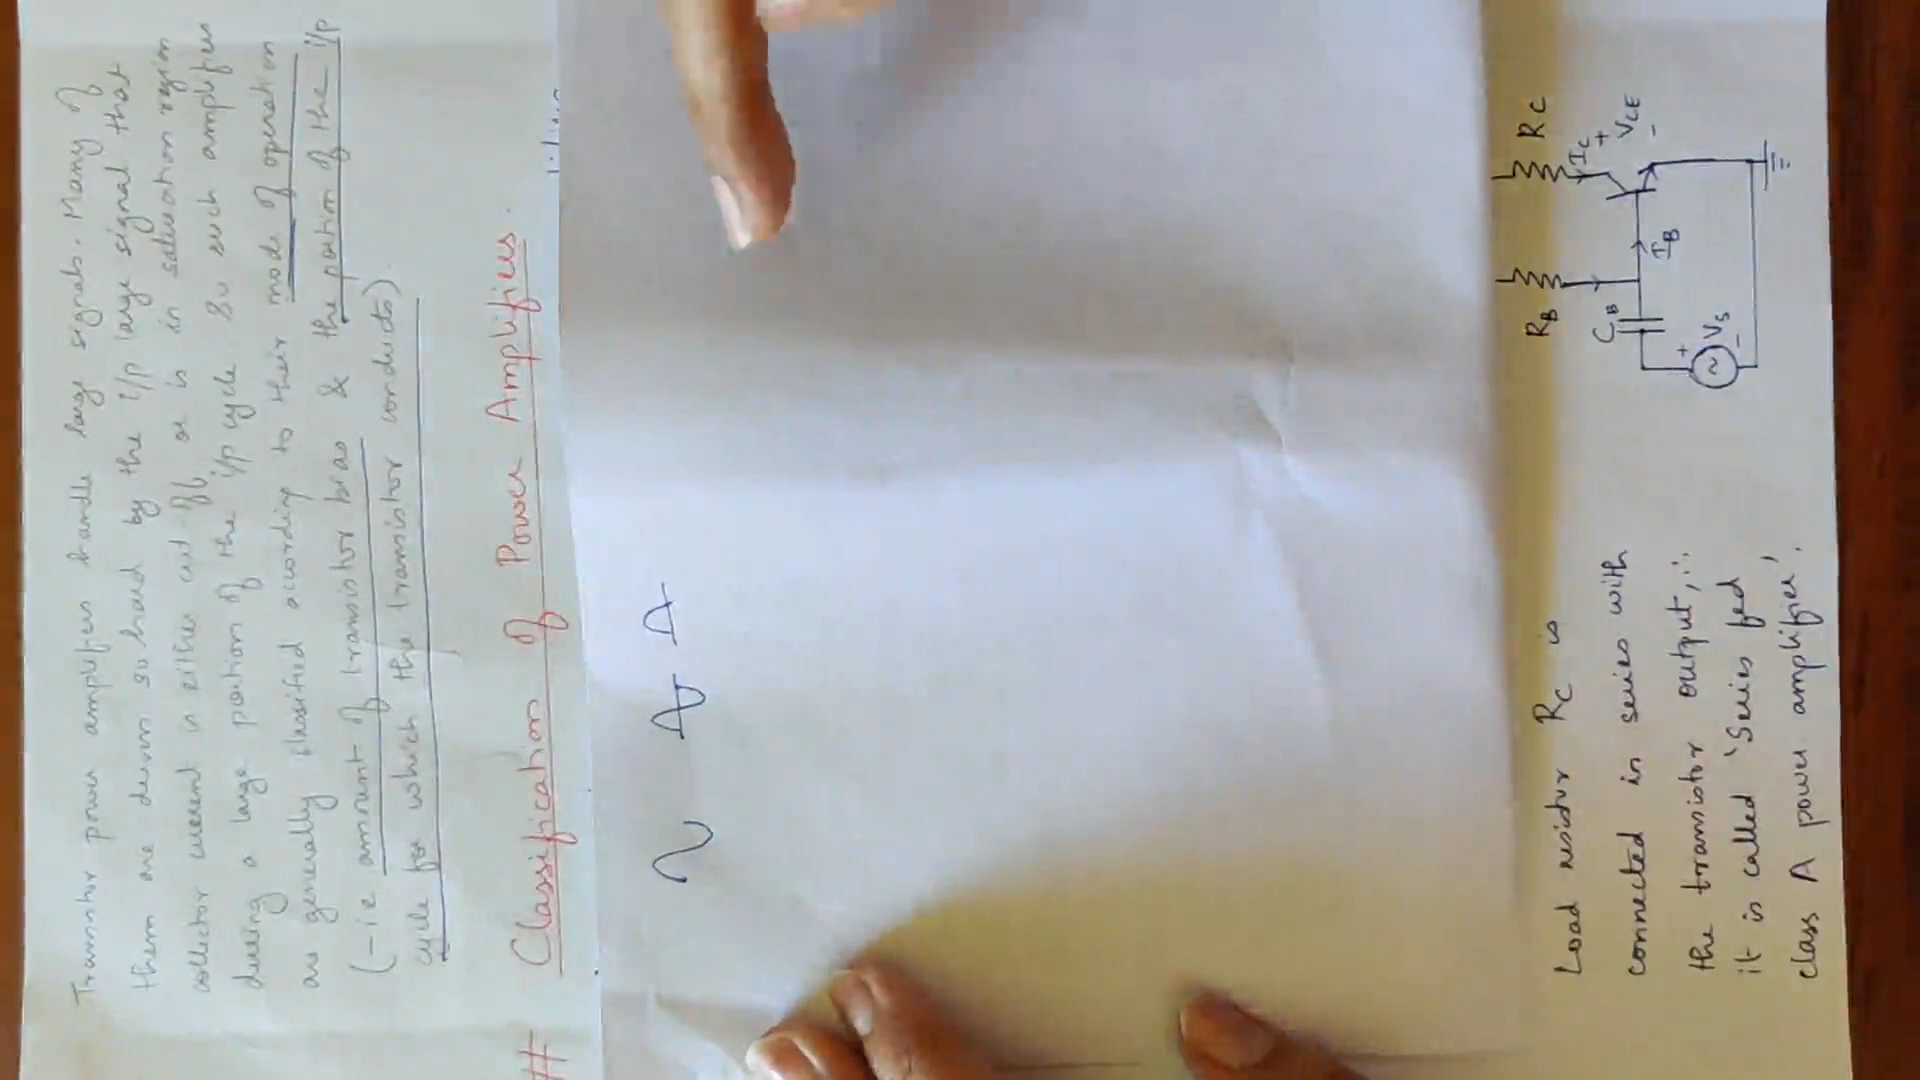 Transistor power amplifiers handle large signals. Many of
them are driven so hard by the i/p large signal that
collector current is either cut off or is in saturation region
during a large portion of the i/p cycle. So such amplifiers
are generally classified according to their mode of operation
(-ie amount of transistor bias & the portion of the i/p
cycle for which the transistor conducts).
# Classification of Power Amplifiers.
Load resistor Rc is
connected in series with
the transistor output, ∴
it is called 'Series fed
class A power amplifier'.
RB
RC
CB
IC
+
VCE
-
IB
+
VS
-
~